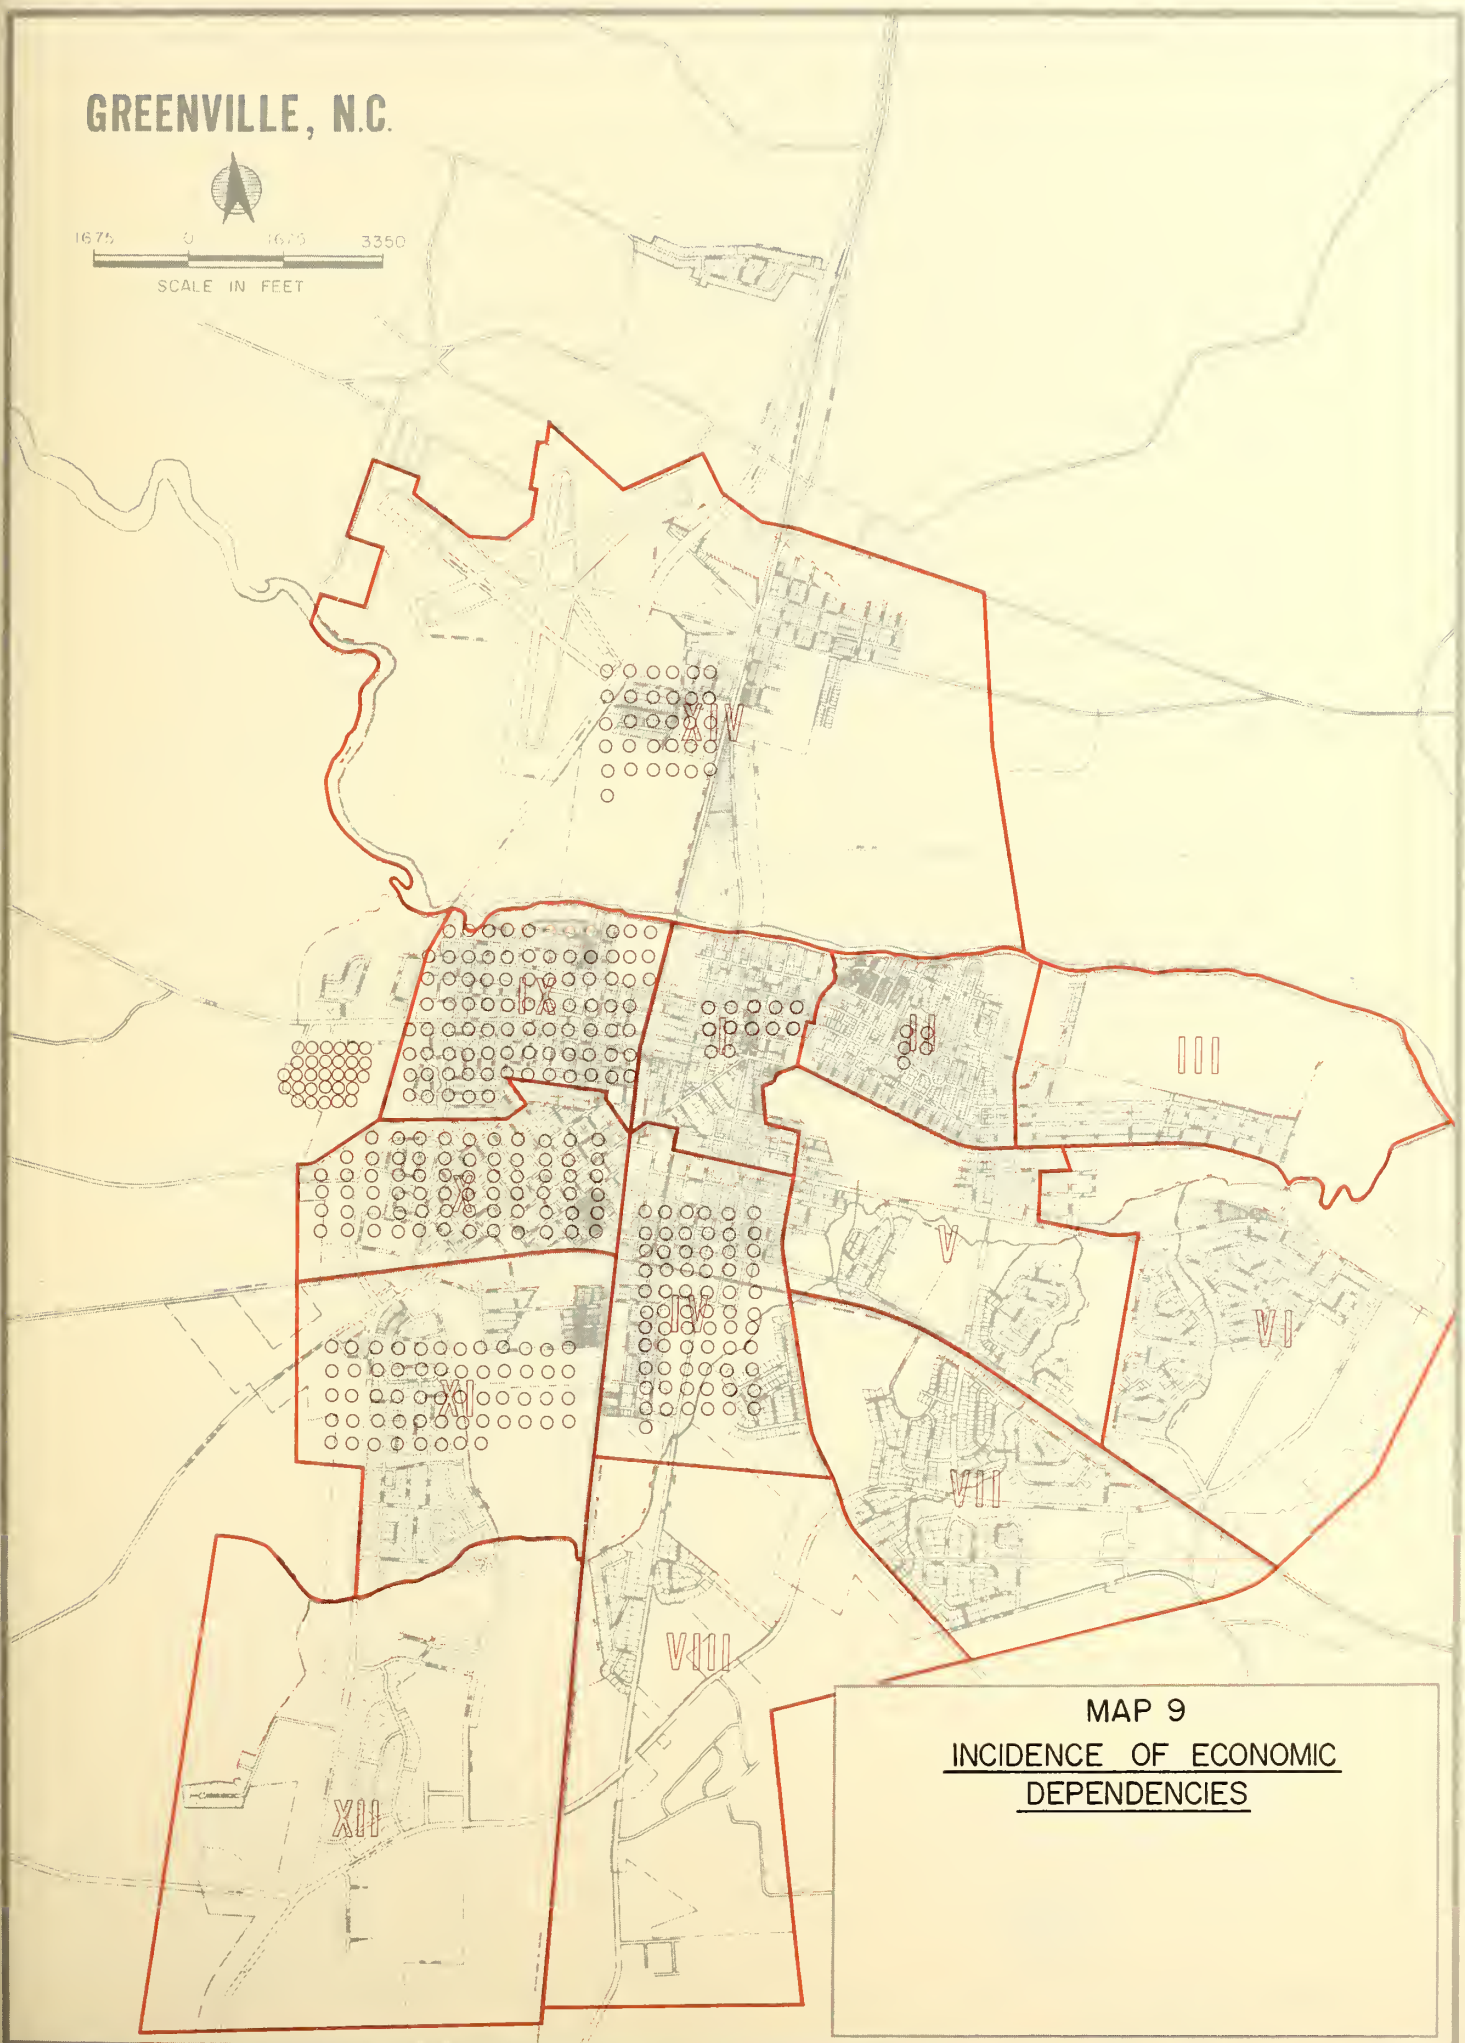 GREENVILLE, N.C.
1675 0 1675 3350
SCALE IN FEET
XIV
IX
I
II
III
X
IV
V
VI
XI
VII
VIII
XII
MAP 9
INCIDENCE OF ECONOMIC
DEPENDENCIES